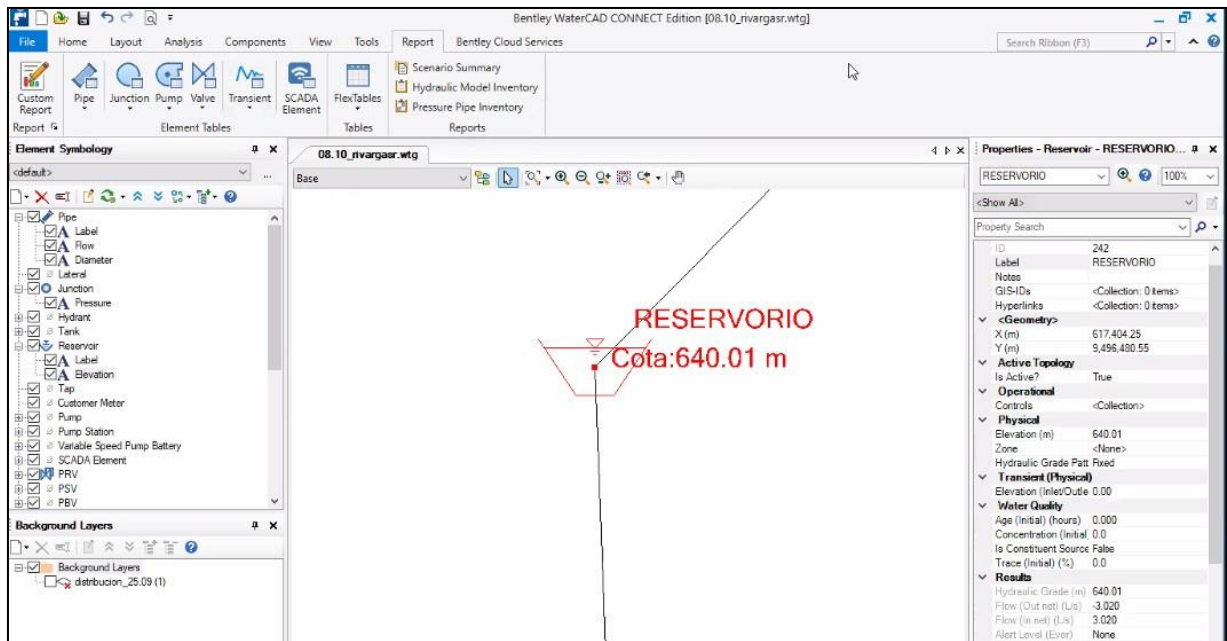 Bentley WaterCAD CONNECT Edition [08.10_rivargasr.wtg]
File Home Layout Analysis Components View Tools Report Bentley Cloud Services Search Ribbon (F3)
Custom Report
Pipe
Junction
Pump
Valve
Transient
SCADA Element
FlexTables
Scenario Summary
Hydraulic Model Inventory
Pressure Pipe Inventory
Report
Element Tables
Tables
Reports
Element Symbology
<default>
...
Pipe
Label
Flow
Diameter
Lateral
Junction
Pressure
Hydrant
Tank
Reservoir
Label
Elevation
Tap
Customer Meter
Pump
Pump Station
Variable Speed Pump Battery
SCADA Element
PRV
PSV
PBV
Background Layers
Background Layers
distribucion_25.09 (1)
08.10_rivargasr.wtg
Base
RESERVORIO
Cota:640.01 m
Properties - Reservoir - RESERVORIO...
RESERVORIO 100%
<Show All>
Property Search
ID 242
Label RESERVORIO
Notes
GIS-IDs <Collection: 0 items>
Hyperlinks <Collection: 0 items>
<Geometry>
X (m) 617,404.25
Y (m) 9,496,480.55
Active Topology
Is Active? True
Operational
Controls <Collection>
Physical
Elevation (m) 640.01
Zone <None>
Hydraulic Grade Patt Fixed
Transient (Physical)
Elevation (Inlet/Outle 0.00
Water Quality
Age (Initial) (hours) 0.000
Concentration (Initial 0.0
Is Constituent Source False
Trace (Initial) (%) 0.0
Results
Hydraulic Grade (m) 640.01
Flow (Out net) (L/s) -3.020
Flow (In net) (L/s) 3.020
Alert Level (Ever) None